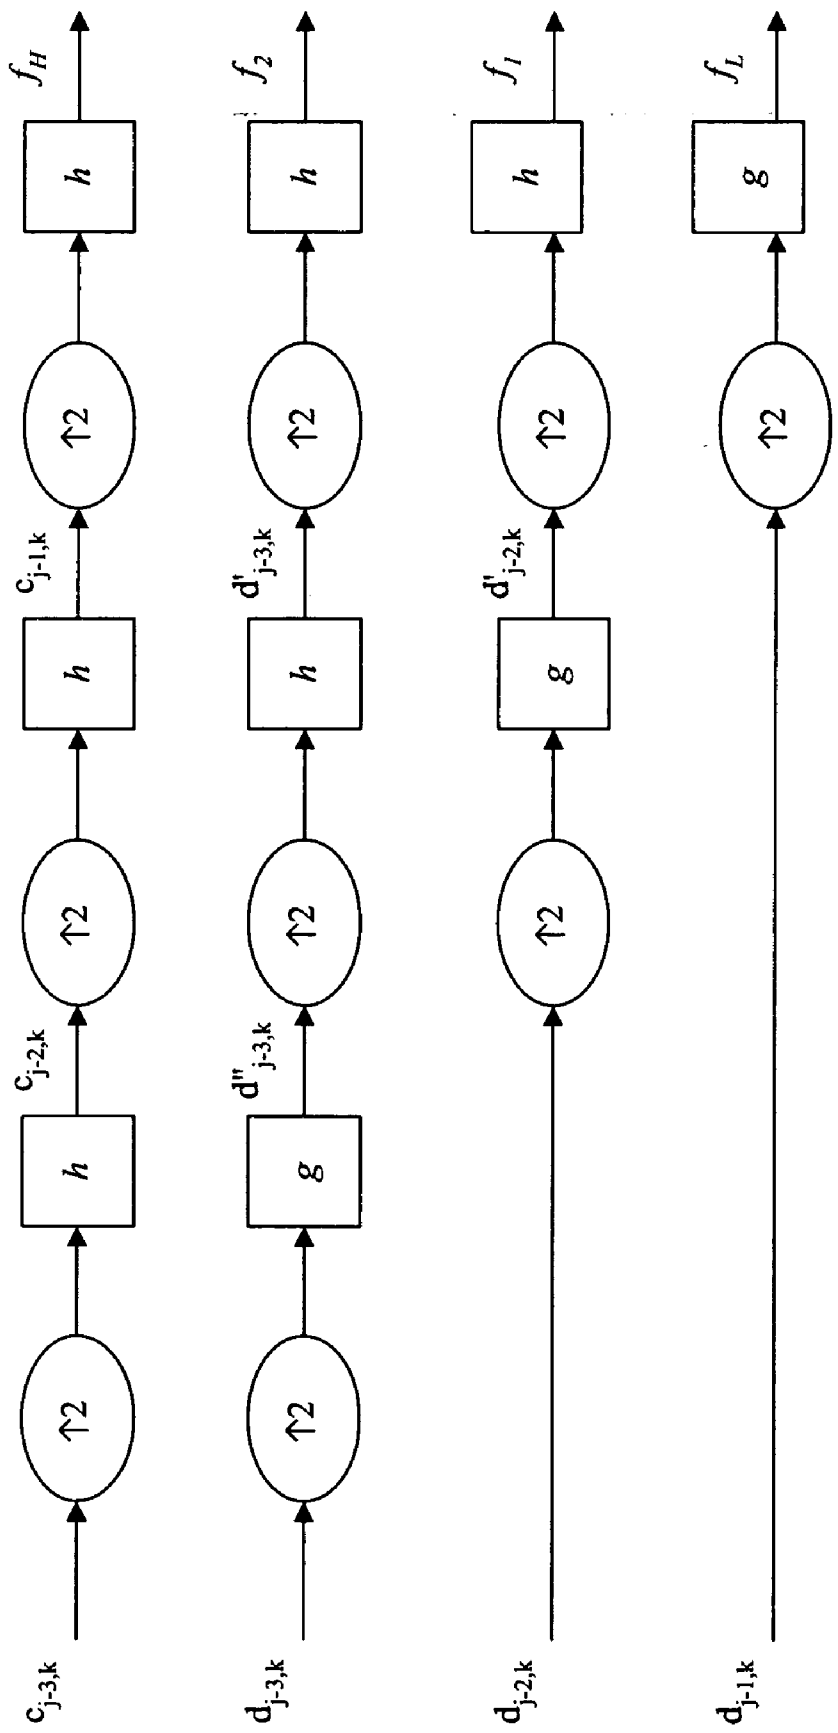 c_{j-3,k} ↑2 h c_{j-2,k} ↑2 h c_{j-1,k} ↑2 h f_H
d_{j-3,k} ↑2 g d''_{j-3,k} ↑2 h d'_{j-3,k} ↑2 h f_2
d_{j-2,k} ↑2 g d'_{j-2,k} ↑2 h f_1
d_{j-1,k} ↑2 g f_L